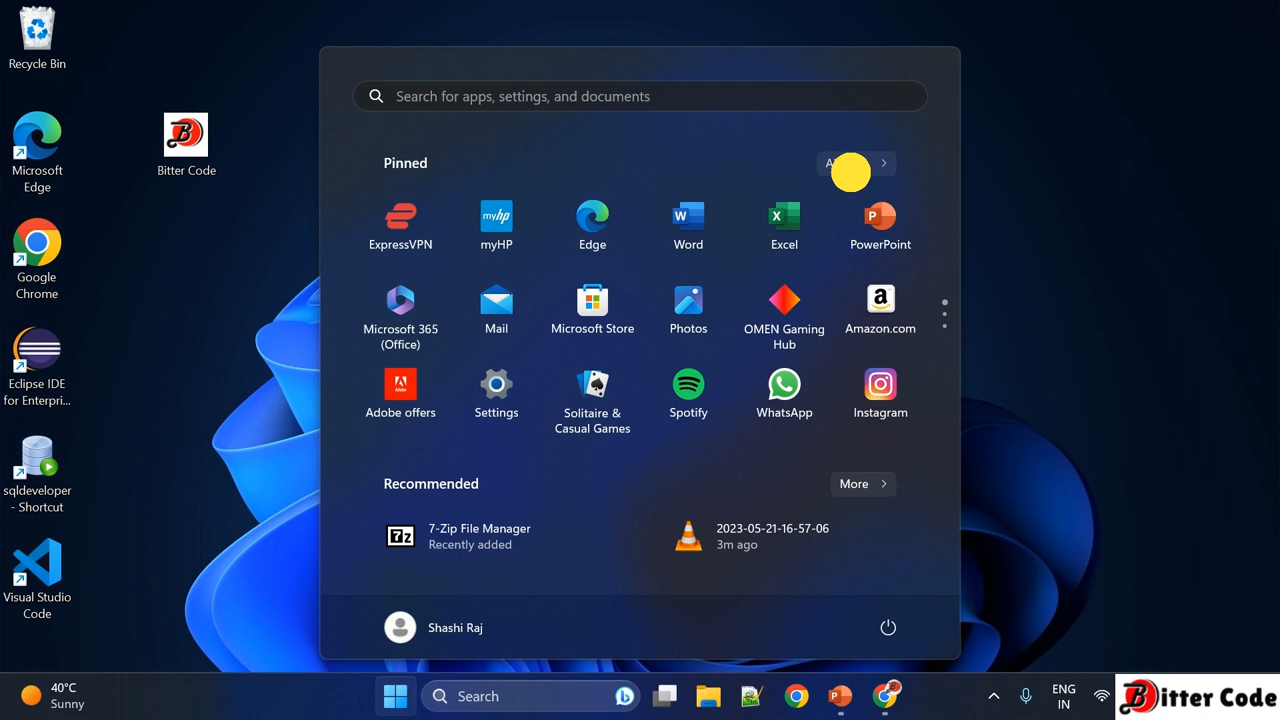 Recycle Bin
Microsoft
Edge
Google
Chrome
Eclipse IDE
for Enterpri...
sqldeveloper
- Shortcut
Visual Studio
Code
Bitter Code
Search for apps, settings, and documents
Pinned
ExpressVPN
myHP
Edge
Word
Excel
PowerPoint
Microsoft 365
(Office)
Mail
Microsoft Store
Photos
OMEN Gaming
Hub
Amazon.com
Adobe offers
Settings
Solitaire &
Casual Games
Spotify
WhatsApp
Instagram
Recommended
More
7-Zip File Manager
Recently added
2023-05-21-16-57-06
3m ago
Shashi Raj
40°C
Sunny
Search
ENG
IN
Bitter Code